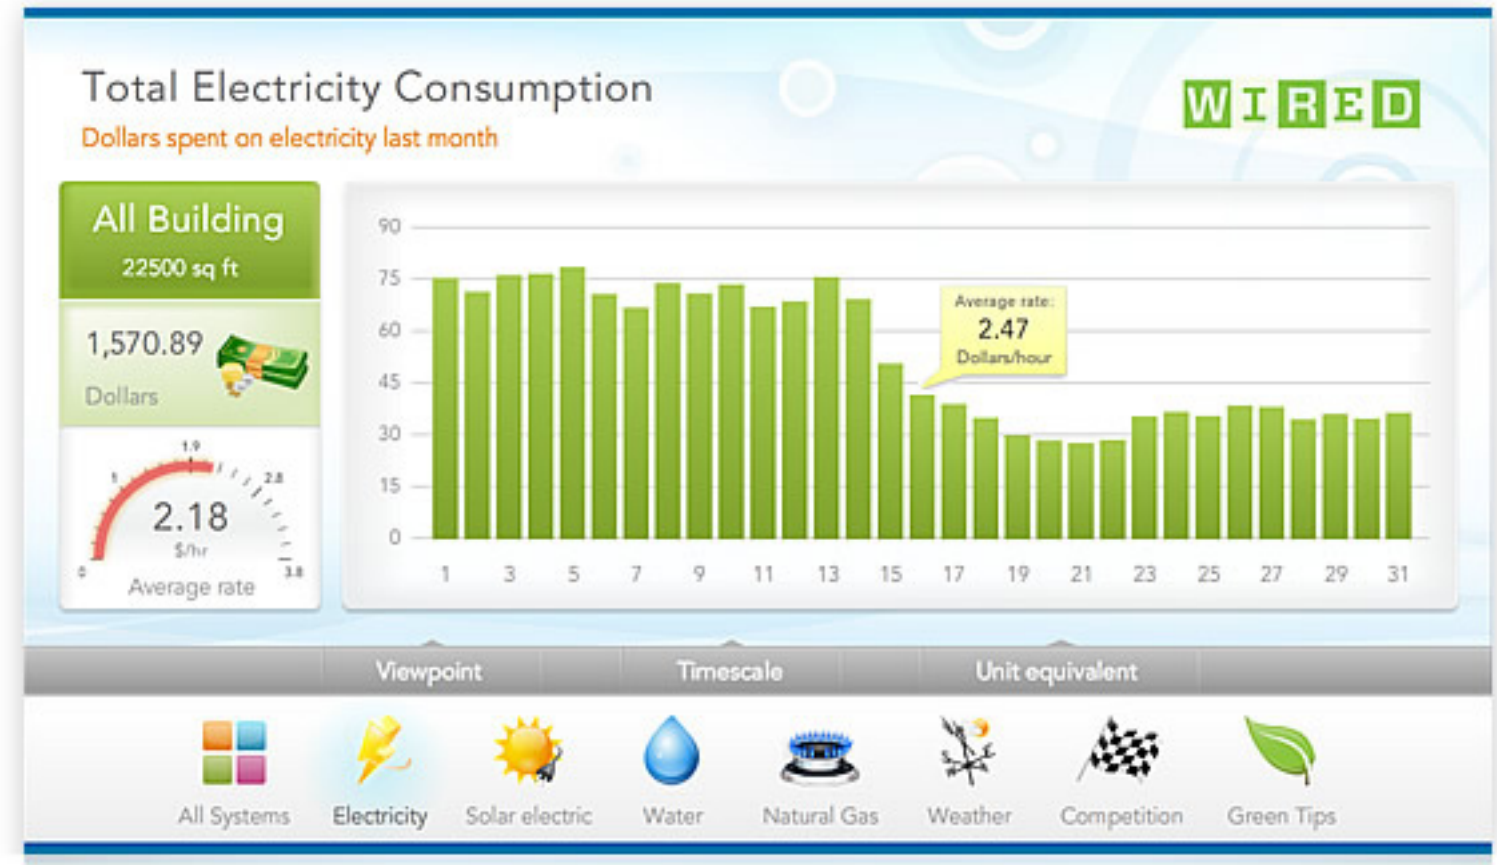 Total Electricity Consumption
Dollars spent on electricity last month
WIRED
All Building
22500 sq ft
1,570.89
Dollars
1.9
1
2.8
2.18
$/hr
0
3.8
Average rate
90
75
60
45
30
15
0
Average rate:
2.47
Dollars/hour
1 3 5 7 9 11 13 15 17 19 21 23 25 27 29 31
Viewpoint
Timescale
Unit equivalent
All Systems
Electricity
Solar electric
Water
Natural Gas
Weather
Competition
Green Tips